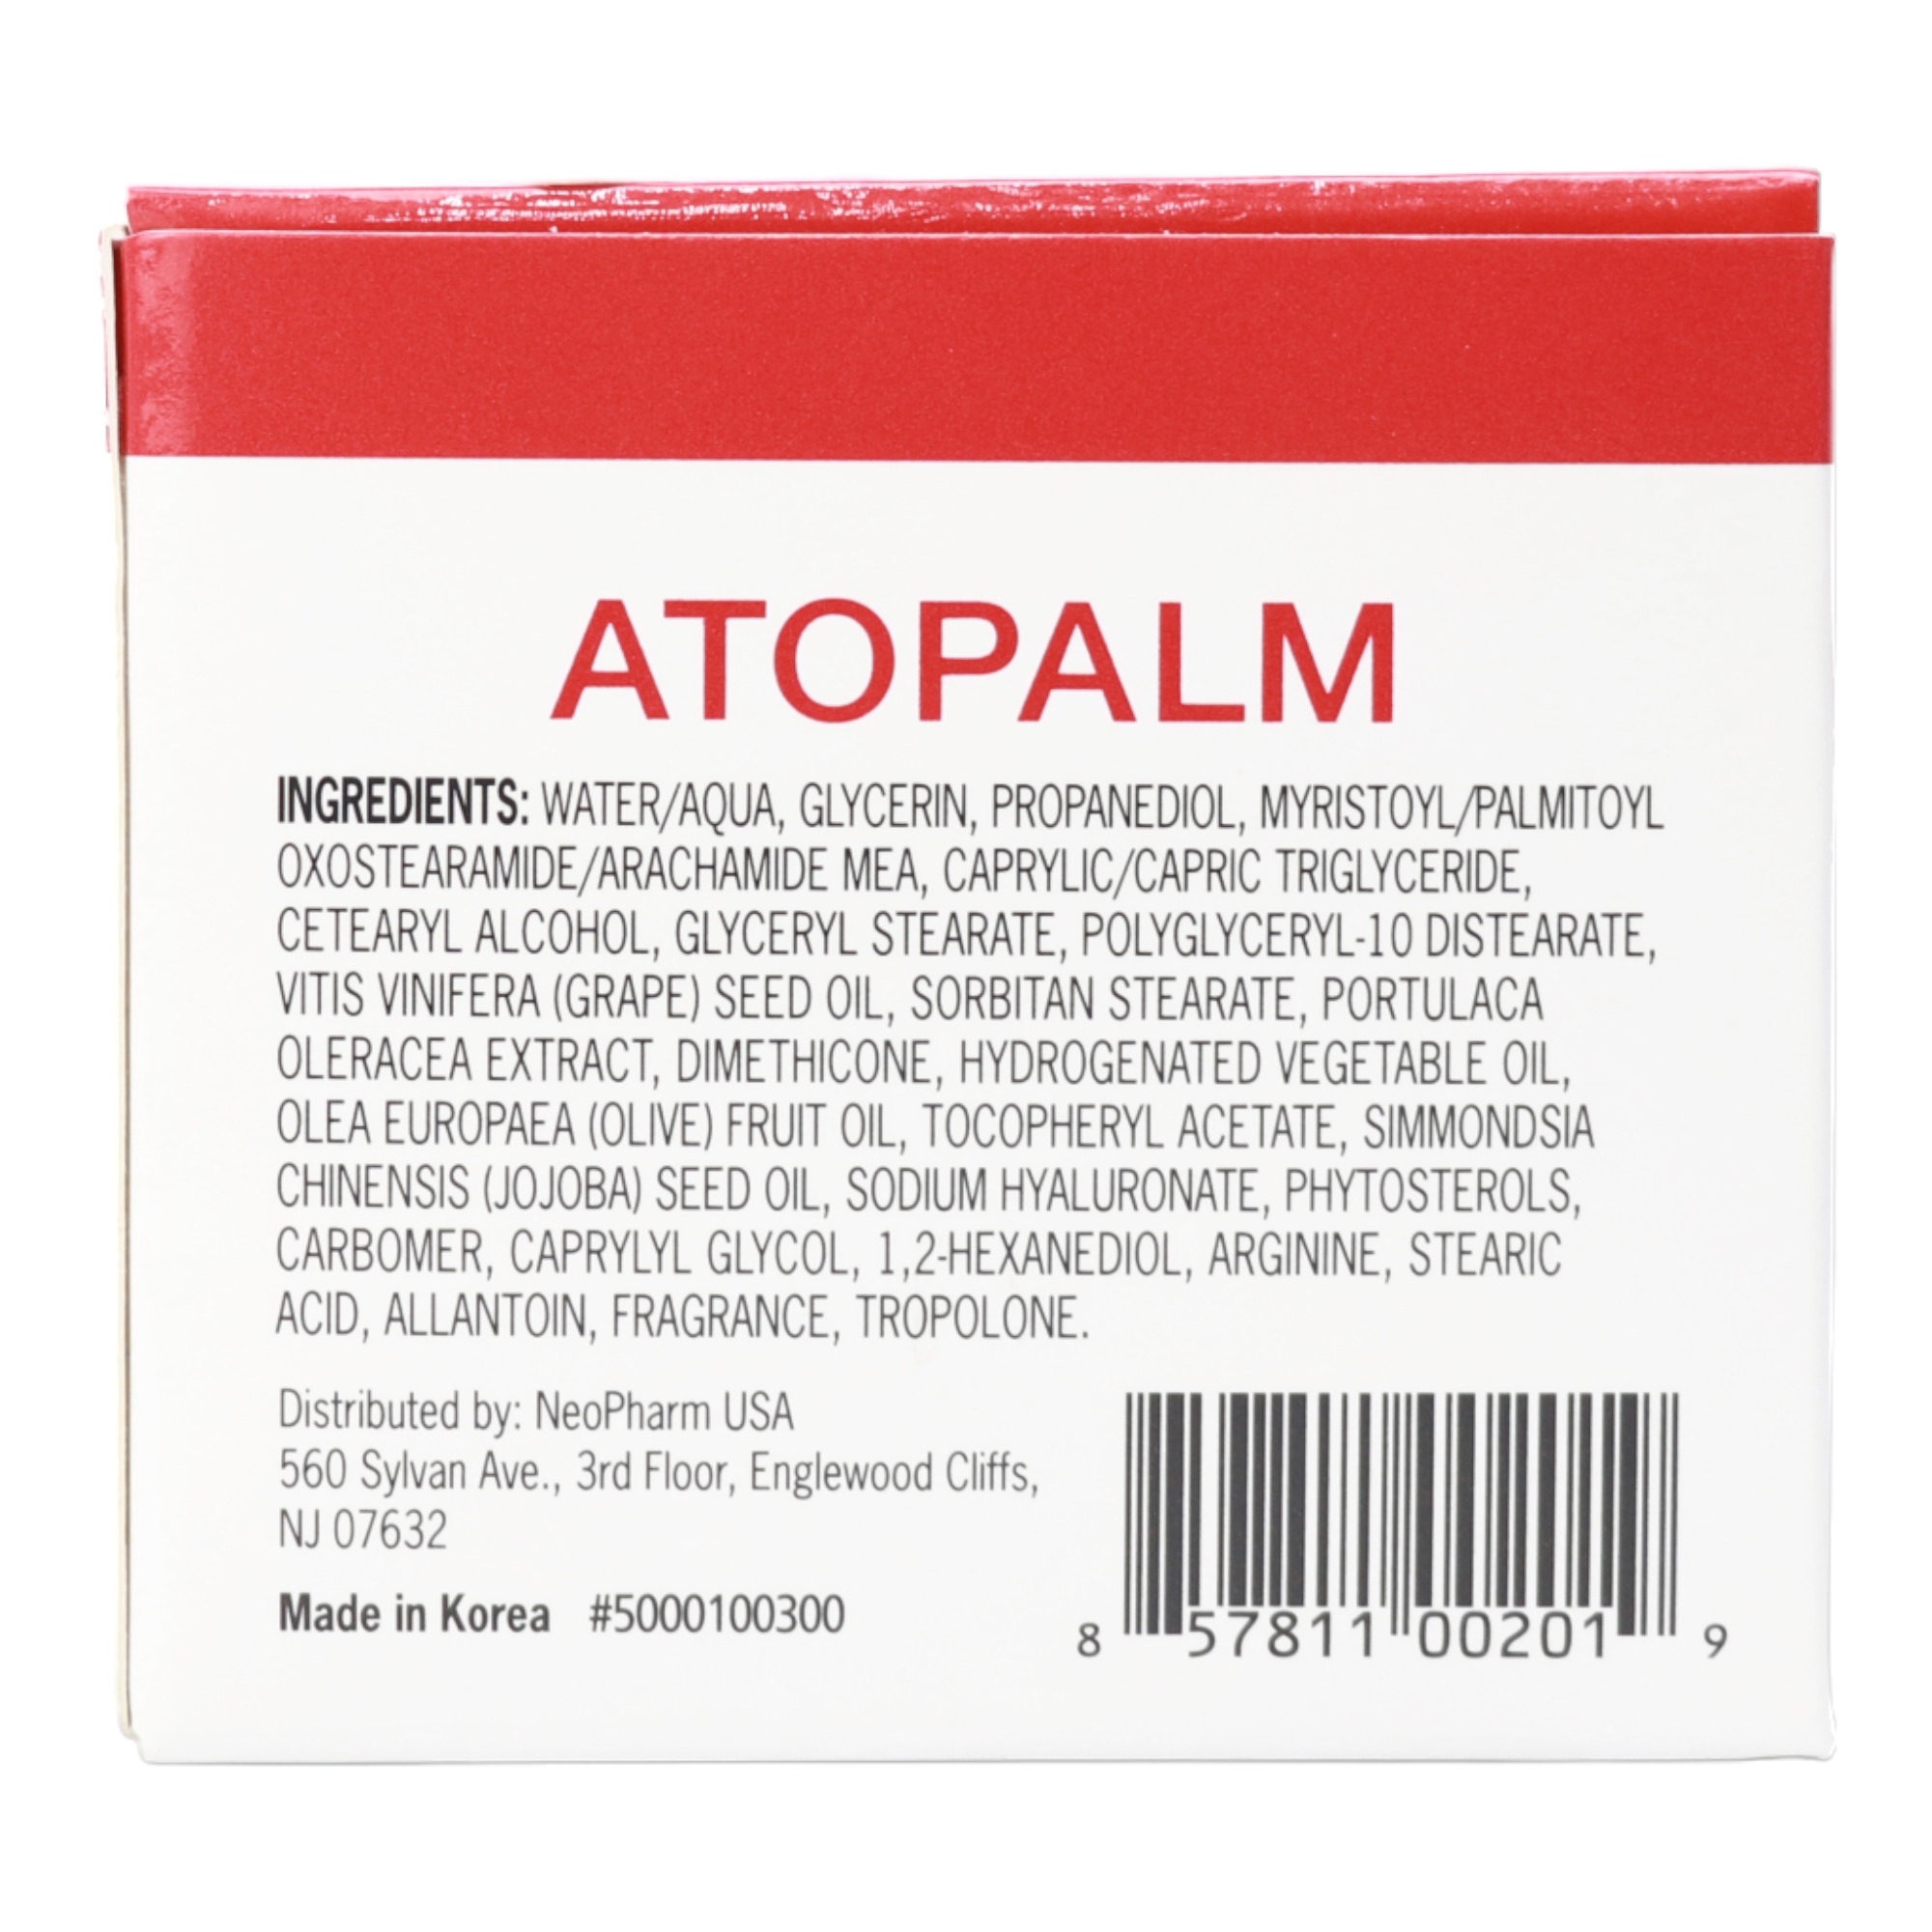 ATOPALM
INGREDIENTS: WATER/AQUA, GLYCERIN, PROPANEDIOL, MYRISTOYL/PALMITOYL
OXOSTEARAMIDE/ARACHAMIDE MEA, CAPRYLIC/CAPRIC TRIGLYCERIDE,
CETEARYL ALCOHOL, GLYCERYL STEARATE, POLYGLYCERYL-10 DISTEARATE,
VITIS VINIFERA (GRAPE) SEED OIL, SORBITAN STEARATE, PORTULACA
OLERACEA EXTRACT, DIMETHICONE, HYDROGENATED VEGETABLE OIL,
OLEA EUROPAEA (OLIVE) FRUIT OIL, TOCOPHERYL ACETATE, SIMMONDSIA
CHINENSIS (JOJOBA) SEED OIL, SODIUM HYALURONATE, PHYTOSTEROLS,
CARBOMER, CAPRYLYL GLYCOL, 1,2-HEXANEDIOL, ARGININE, STEARIC
ACID, ALLANTOIN, FRAGRANCE, TROPOLONE.
Distributed by: NeoPharm USA
560 Sylvan Ave., 3rd Floor, Englewood Cliffs,
NJ 07632
Made in Korea #5000100300
8 57811 00201 9